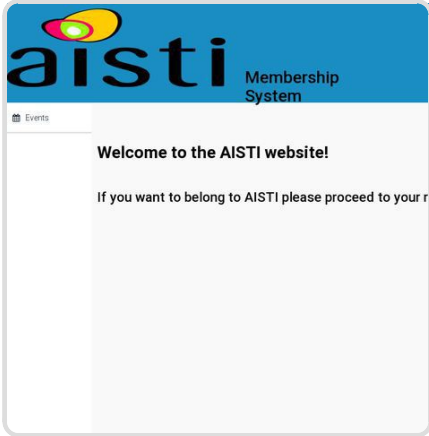 aisti
Membership
System
Events
Welcome to the AISTI website!
If you want to belong to AISTI please proceed to your